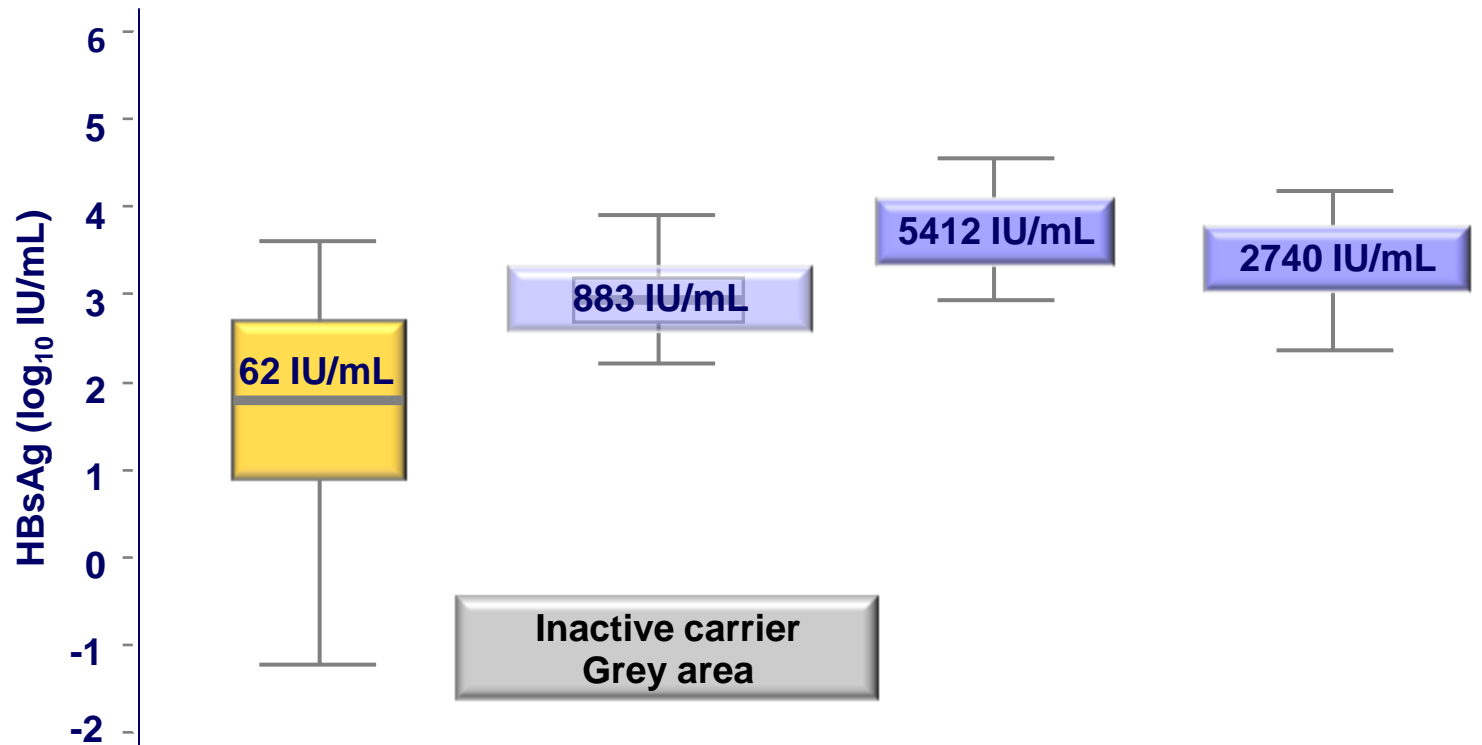 HBsAg (log₁₀ IU/mL)
6
5
4
3
2
1
0
-1
-2
62 IU/mL
883 IU/mL
5412 IU/mL
2740 IU/mL
Inactive carrier
Grey area